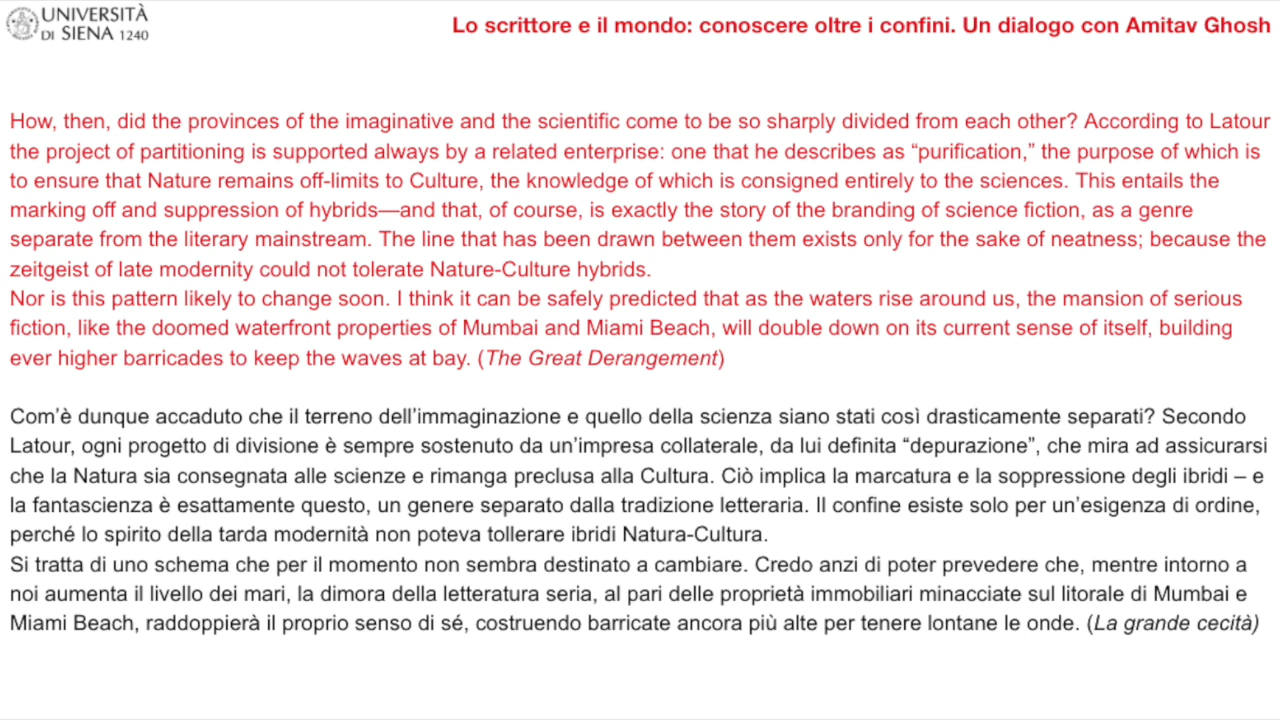 UNIVERSITÀ
DI SIENA 1240
Lo scrittore e il mondo: conoscere oltre i confini. Un dialogo con Amitav Ghosh
How, then, did the provinces of the imaginative and the scientific come to be so sharply divided from each other? According to Latour
the project of partitioning is supported always by a related enterprise: one that he describes as “purification,” the purpose of which is
to ensure that Nature remains off-limits to Culture, the knowledge of which is consigned entirely to the sciences. This entails the
marking off and suppression of hybrids—and that, of course, is exactly the story of the branding of science fiction, as a genre
separate from the literary mainstream. The line that has been drawn between them exists only for the sake of neatness; because the
zeitgeist of late modernity could not tolerate Nature-Culture hybrids.
Nor is this pattern likely to change soon. I think it can be safely predicted that as the waters rise around us, the mansion of serious
fiction, like the doomed waterfront properties of Mumbai and Miami Beach, will double down on its current sense of itself, building
ever higher barricades to keep the waves at bay. (The Great Derangement)
Com’è dunque accaduto che il terreno dell’immaginazione e quello della scienza siano stati così drasticamente separati? Secondo
Latour, ogni progetto di divisione è sempre sostenuto da un’impresa collaterale, da lui definita “depurazione”, che mira ad assicurarsi
che la Natura sia consegnata alle scienze e rimanga preclusa alla Cultura. Ciò implica la marcatura e la soppressione degli ibridi – e
la fantascienza è esattamente questo, un genere separato dalla tradizione letteraria. Il confine esiste solo per un’esigenza di ordine,
perché lo spirito della tarda modernità non poteva tollerare ibridi Natura-Cultura.
Si tratta di uno schema che per il momento non sembra destinato a cambiare. Credo anzi di poter prevedere che, mentre intorno a
noi aumenta il livello dei mari, la dimora della letteratura seria, al pari delle proprietà immobiliari minacciate sul litorale di Mumbai e
Miami Beach, raddoppierà il proprio senso di sé, costruendo barricate ancora più alte per tenere lontane le onde. (La grande cecità)